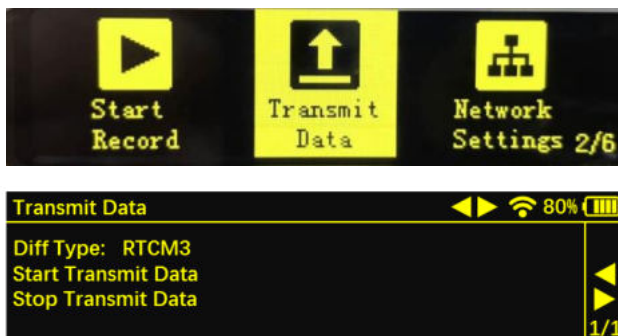 Start Record
Transmit Data
Network Settings 2/6
Transmit Data 80%
Diff Type: RTCM3
Start Transmit Data
Stop Transmit Data
1/1